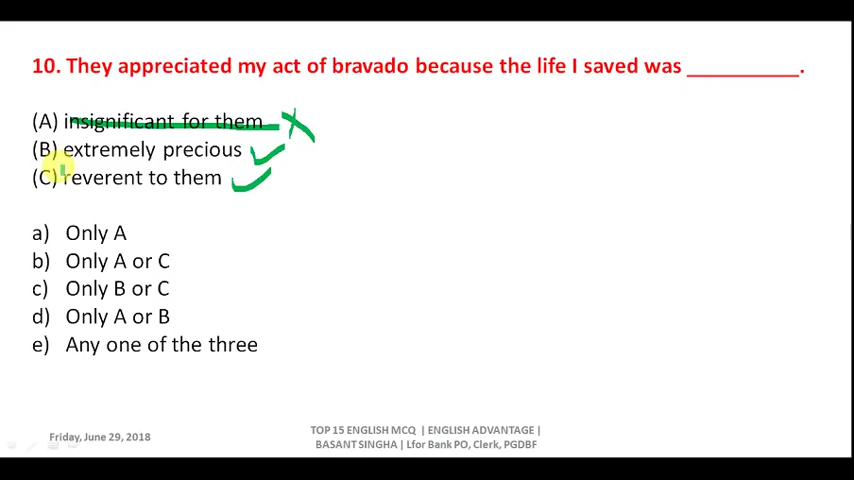 10. They appreciated my act of bravado because the life I saved was __________.
(A) insignificant for them
(B) extremely precious
(C) reverent to them
a) Only A
b) Only A or C
c) Only B or C
d) Only A or B
e) Any one of the three
Friday, June 29, 2018
TOP 15 ENGLISH MCQ | ENGLISH ADVANTAGE |
BASANT SINGHA | Lfor Bank PO, Clerk, PGDBF